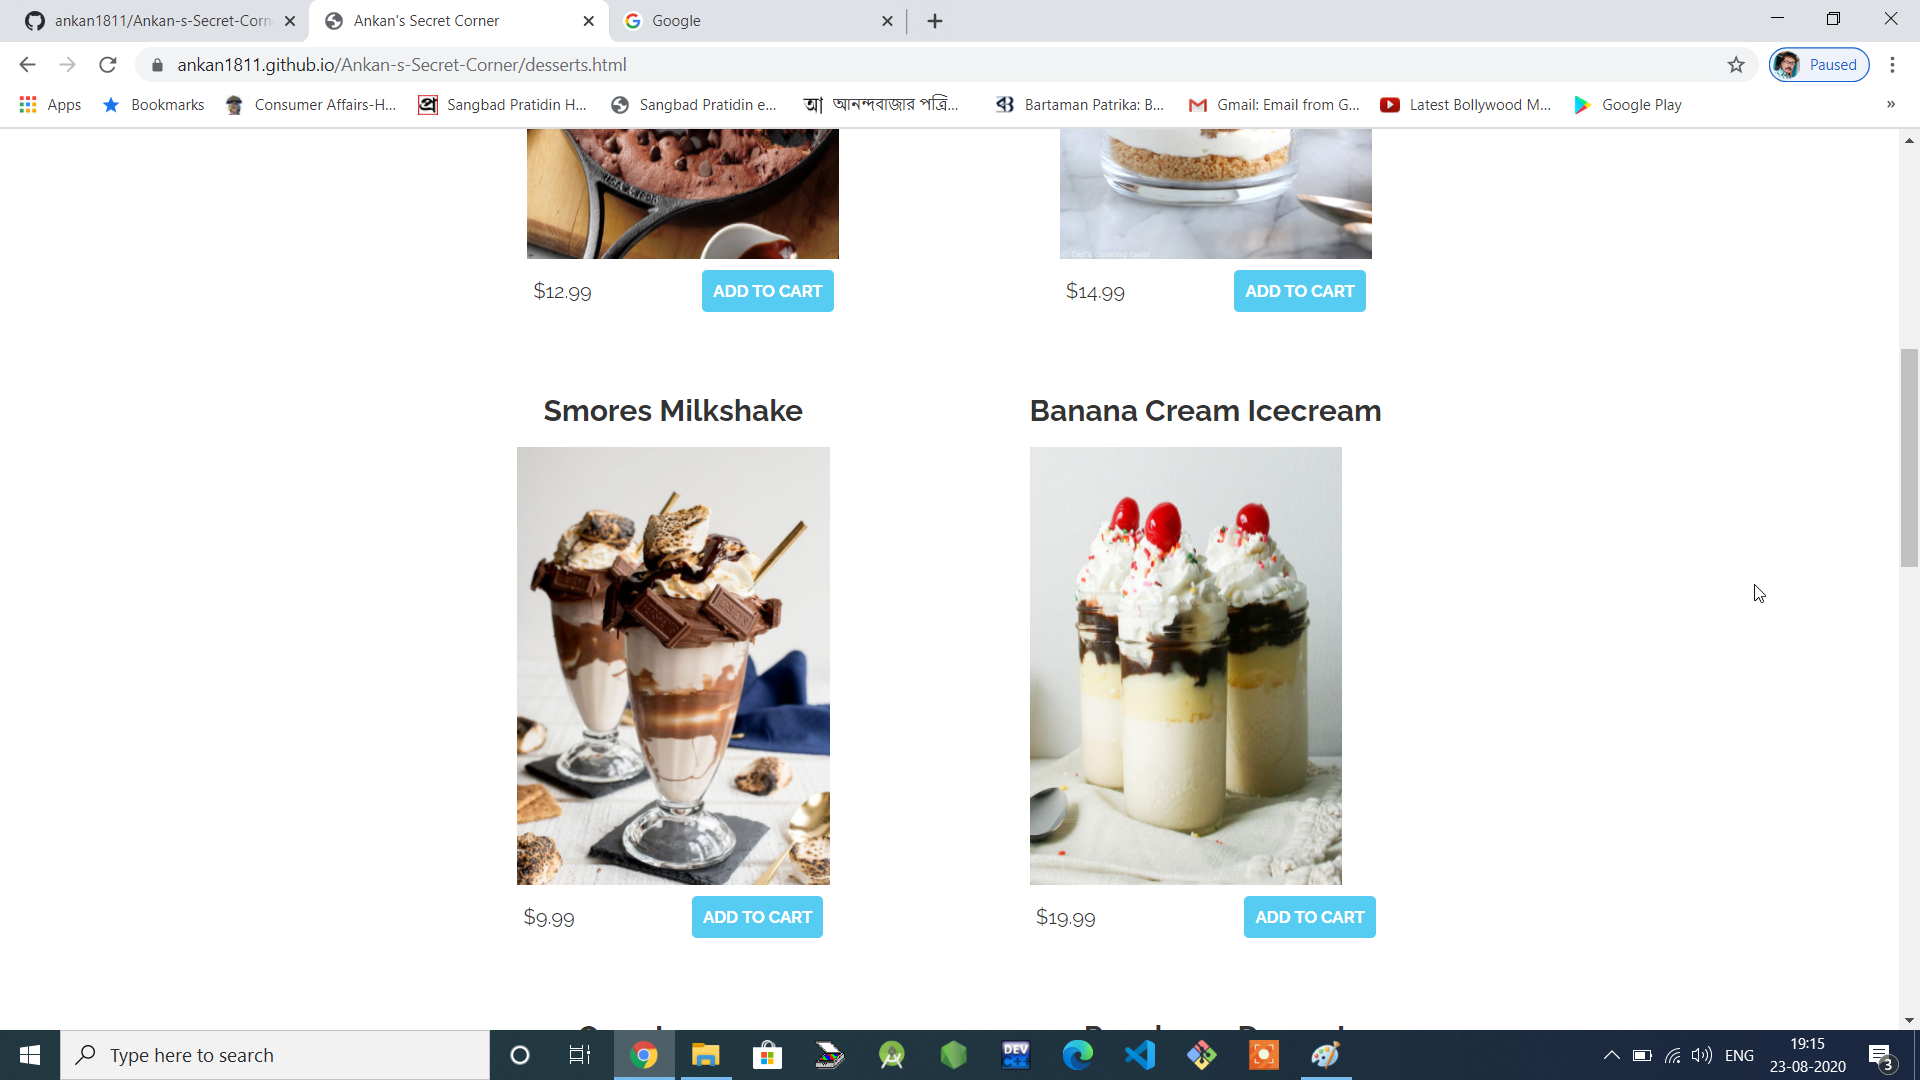 ankan1811/Ankan-s-Secret-Corn
Ankan's Secret Corner
Google
ankan1811.github.io/Ankan-s-Secret-Corner/desserts.html
Paused
Apps
Bookmarks
Consumer Affairs-H...
Sangbad Pratidin H...
Sangbad Pratidin e...
আনন্দবাজার পত্রি...
Bartaman Patrika: B...
Gmail: Email from G...
Latest Bollywood M...
Google Play
»
$12.99
ADD TO CART
$14.99
ADD TO CART
Smores Milkshake
Banana Cream Icecream
$9.99
ADD TO CART
$19.99
ADD TO CART
Type here to search
DEV
C++
ENG
19:15
23-08-2020
3